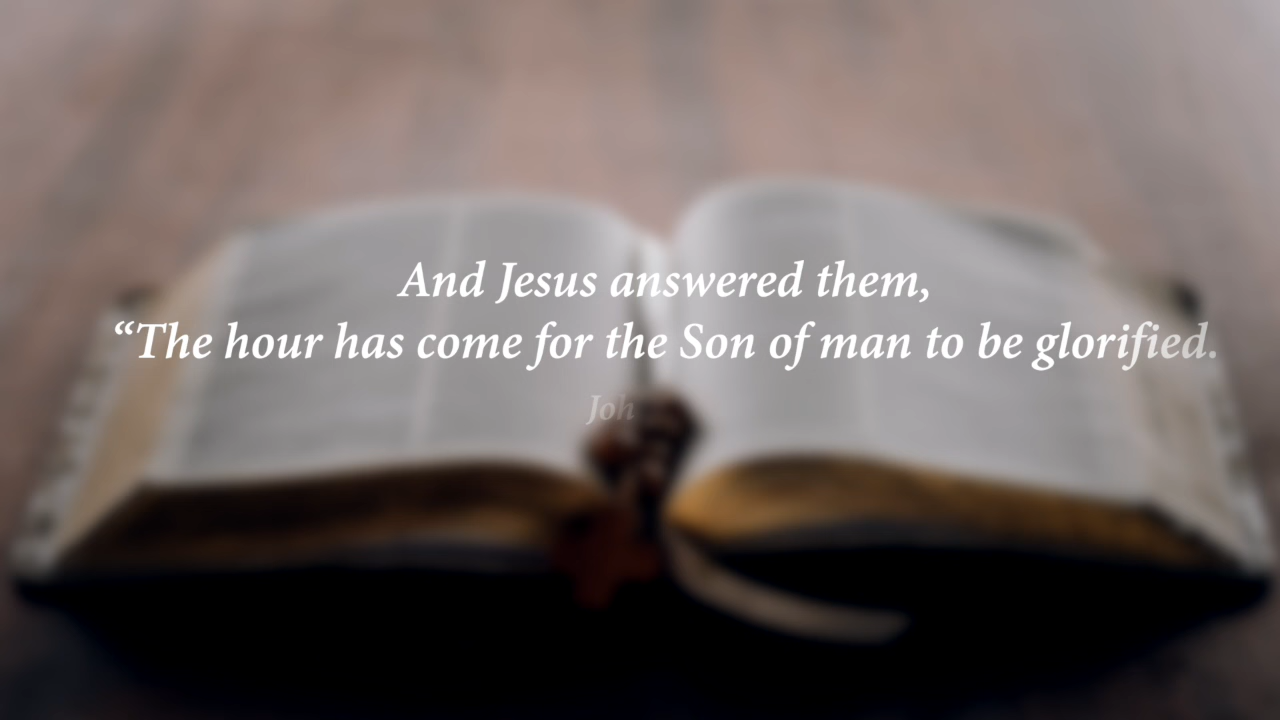 And Jesus answered them,
“The hour has come for the Son of man to be glorified.
Joh